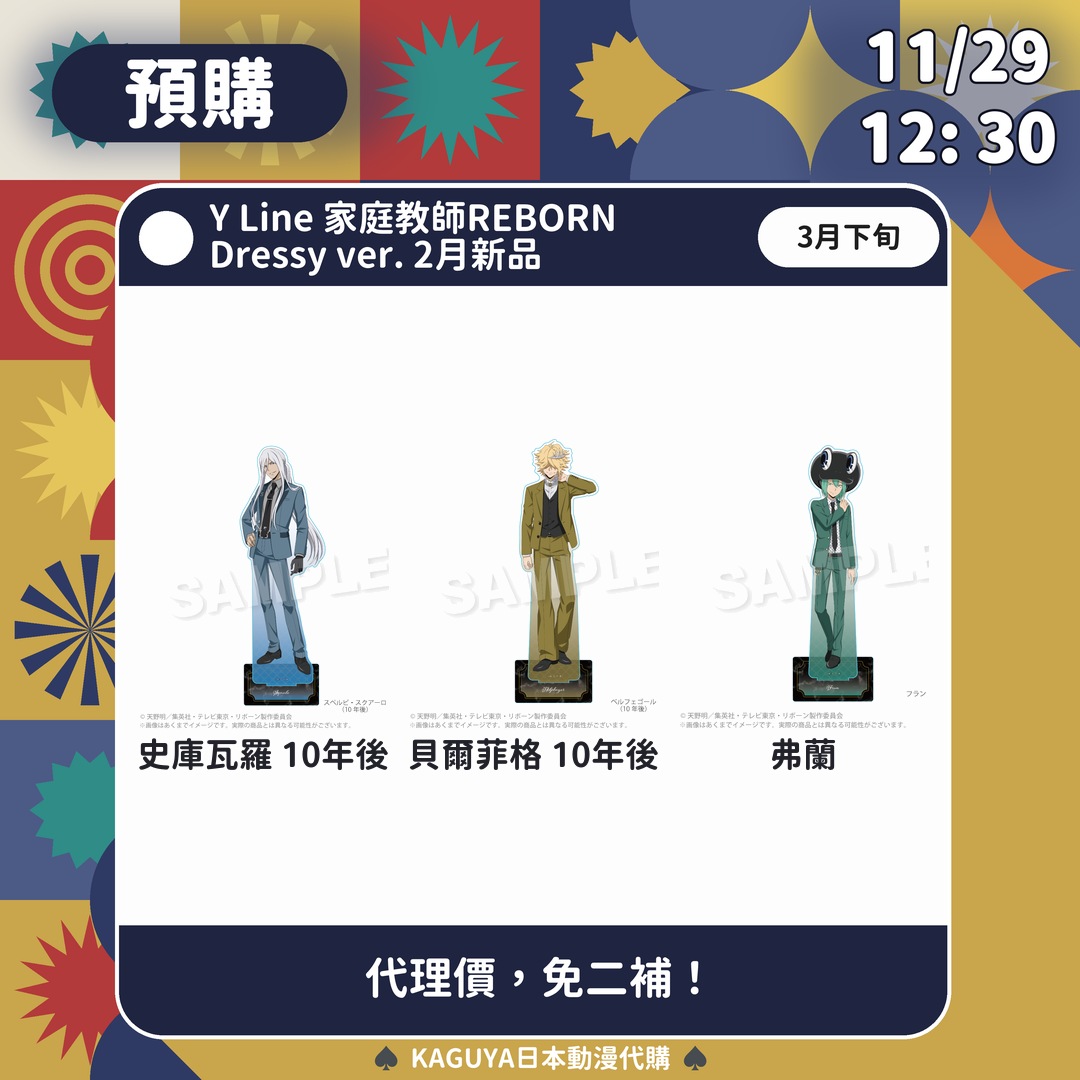 預購
11/29
12: 30
Y Line 家庭教師REBORN
Dressy ver. 2月新品
3月下旬
SAMPLE
SAMPLE
SAMPLE
スペルビ・スクアーロ
(10年後)
ベルフェゴール
(10年後)
フラン
© 天野明／集英社・テレビ東京・リボーン製作委員会
※画像はあくまでイメージです。実際の商品とは異なる可能性がございます。
© 天野明／集英社・テレビ東京・リボーン製作委員会
※画像はあくまでイメージです。実際の商品とは異なる可能性がございます。
© 天野明／集英社・テレビ東京・リボーン製作委員会
※画像はあくまでイメージです。実際の商品とは異なる可能性がございます。
史庫瓦羅 10年後
貝爾菲格 10年後
弗蘭
代理價，免二補！
♠ KAGUYA日本動漫代購 ♠